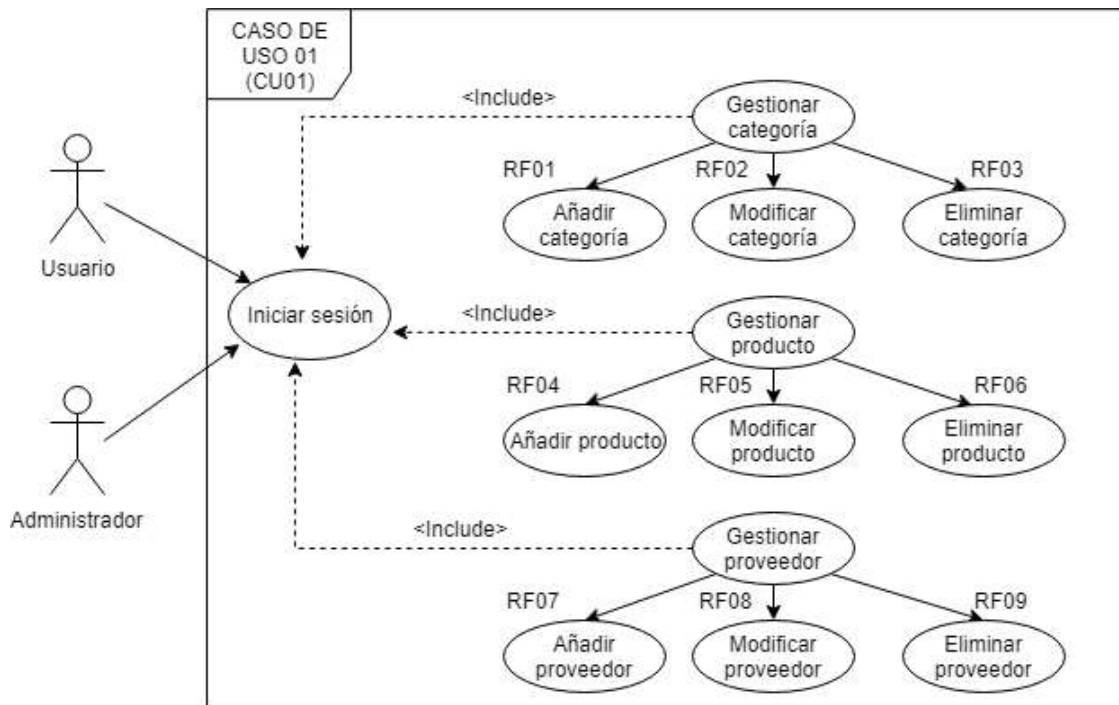 CASO DE
USO 01
(CU01)
<Include>
Gestionar
categoría
RF01
RF02
RF03
Añadir
categoría
Modificar
categoría
Eliminar
categoría
Usuario
Iniciar sesión
<Include>
Gestionar
producto
RF04
RF05
RF06
Añadir producto
Modificar
producto
Eliminar
producto
Administrador
<Include>
Gestionar
proveedor
RF07
RF08
RF09
Añadir
proveedor
Modificar
proveedor
Eliminar
proveedor